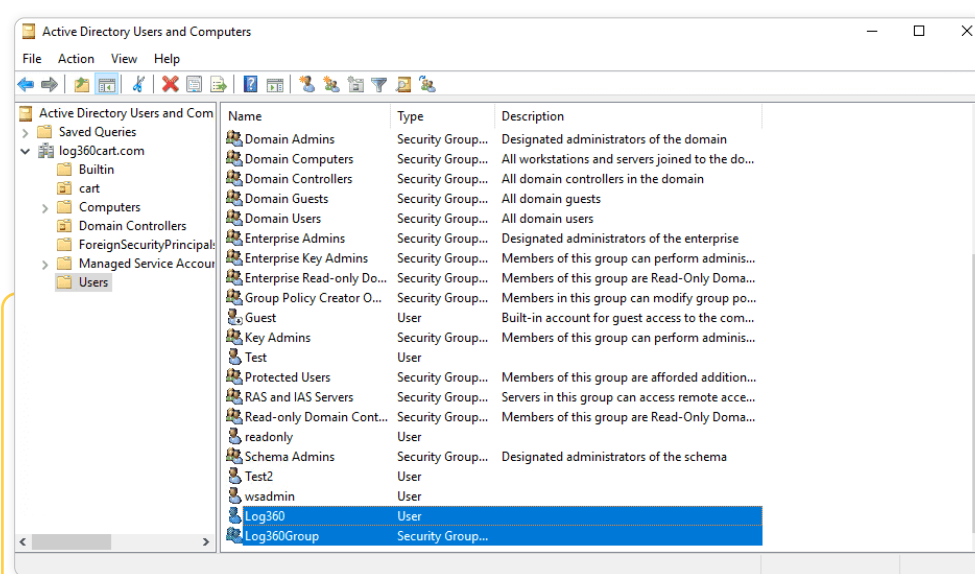 Active Directory Users and Computers
File Action View Help
Active Directory Users and Com
Saved Queries
log360cart.com
Builtin
cart
Computers
Domain Controllers
ForeignSecurityPrincipals
Managed Service Accour
Users
Name Type Description
Domain Admins Security Group... Designated administrators of the domain
Domain Computers Security Group... All workstations and servers joined to the do...
Domain Controllers Security Group... All domain controllers in the domain
Domain Guests Security Group... All domain guests
Domain Users Security Group... All domain users
Enterprise Admins Security Group... Designated administrators of the enterprise
Enterprise Key Admins Security Group... Members of this group can perform adminis...
Enterprise Read-only Do... Security Group... Members of this group are Read-Only Doma...
Group Policy Creator O... Security Group... Members in this group can modify group po...
Guest User Built-in account for guest access to the com...
Key Admins Security Group... Members of this group can perform adminis...
Test User
Protected Users Security Group... Members of this group are afforded addition...
RAS and IAS Servers Security Group... Servers in this group can access remote acce...
Read-only Domain Cont... Security Group... Members of this group are Read-Only Doma...
readonly User
Schema Admins Security Group... Designated administrators of the schema
Test2 User
wsadmin User
Log360 User
Log360Group Security Group...